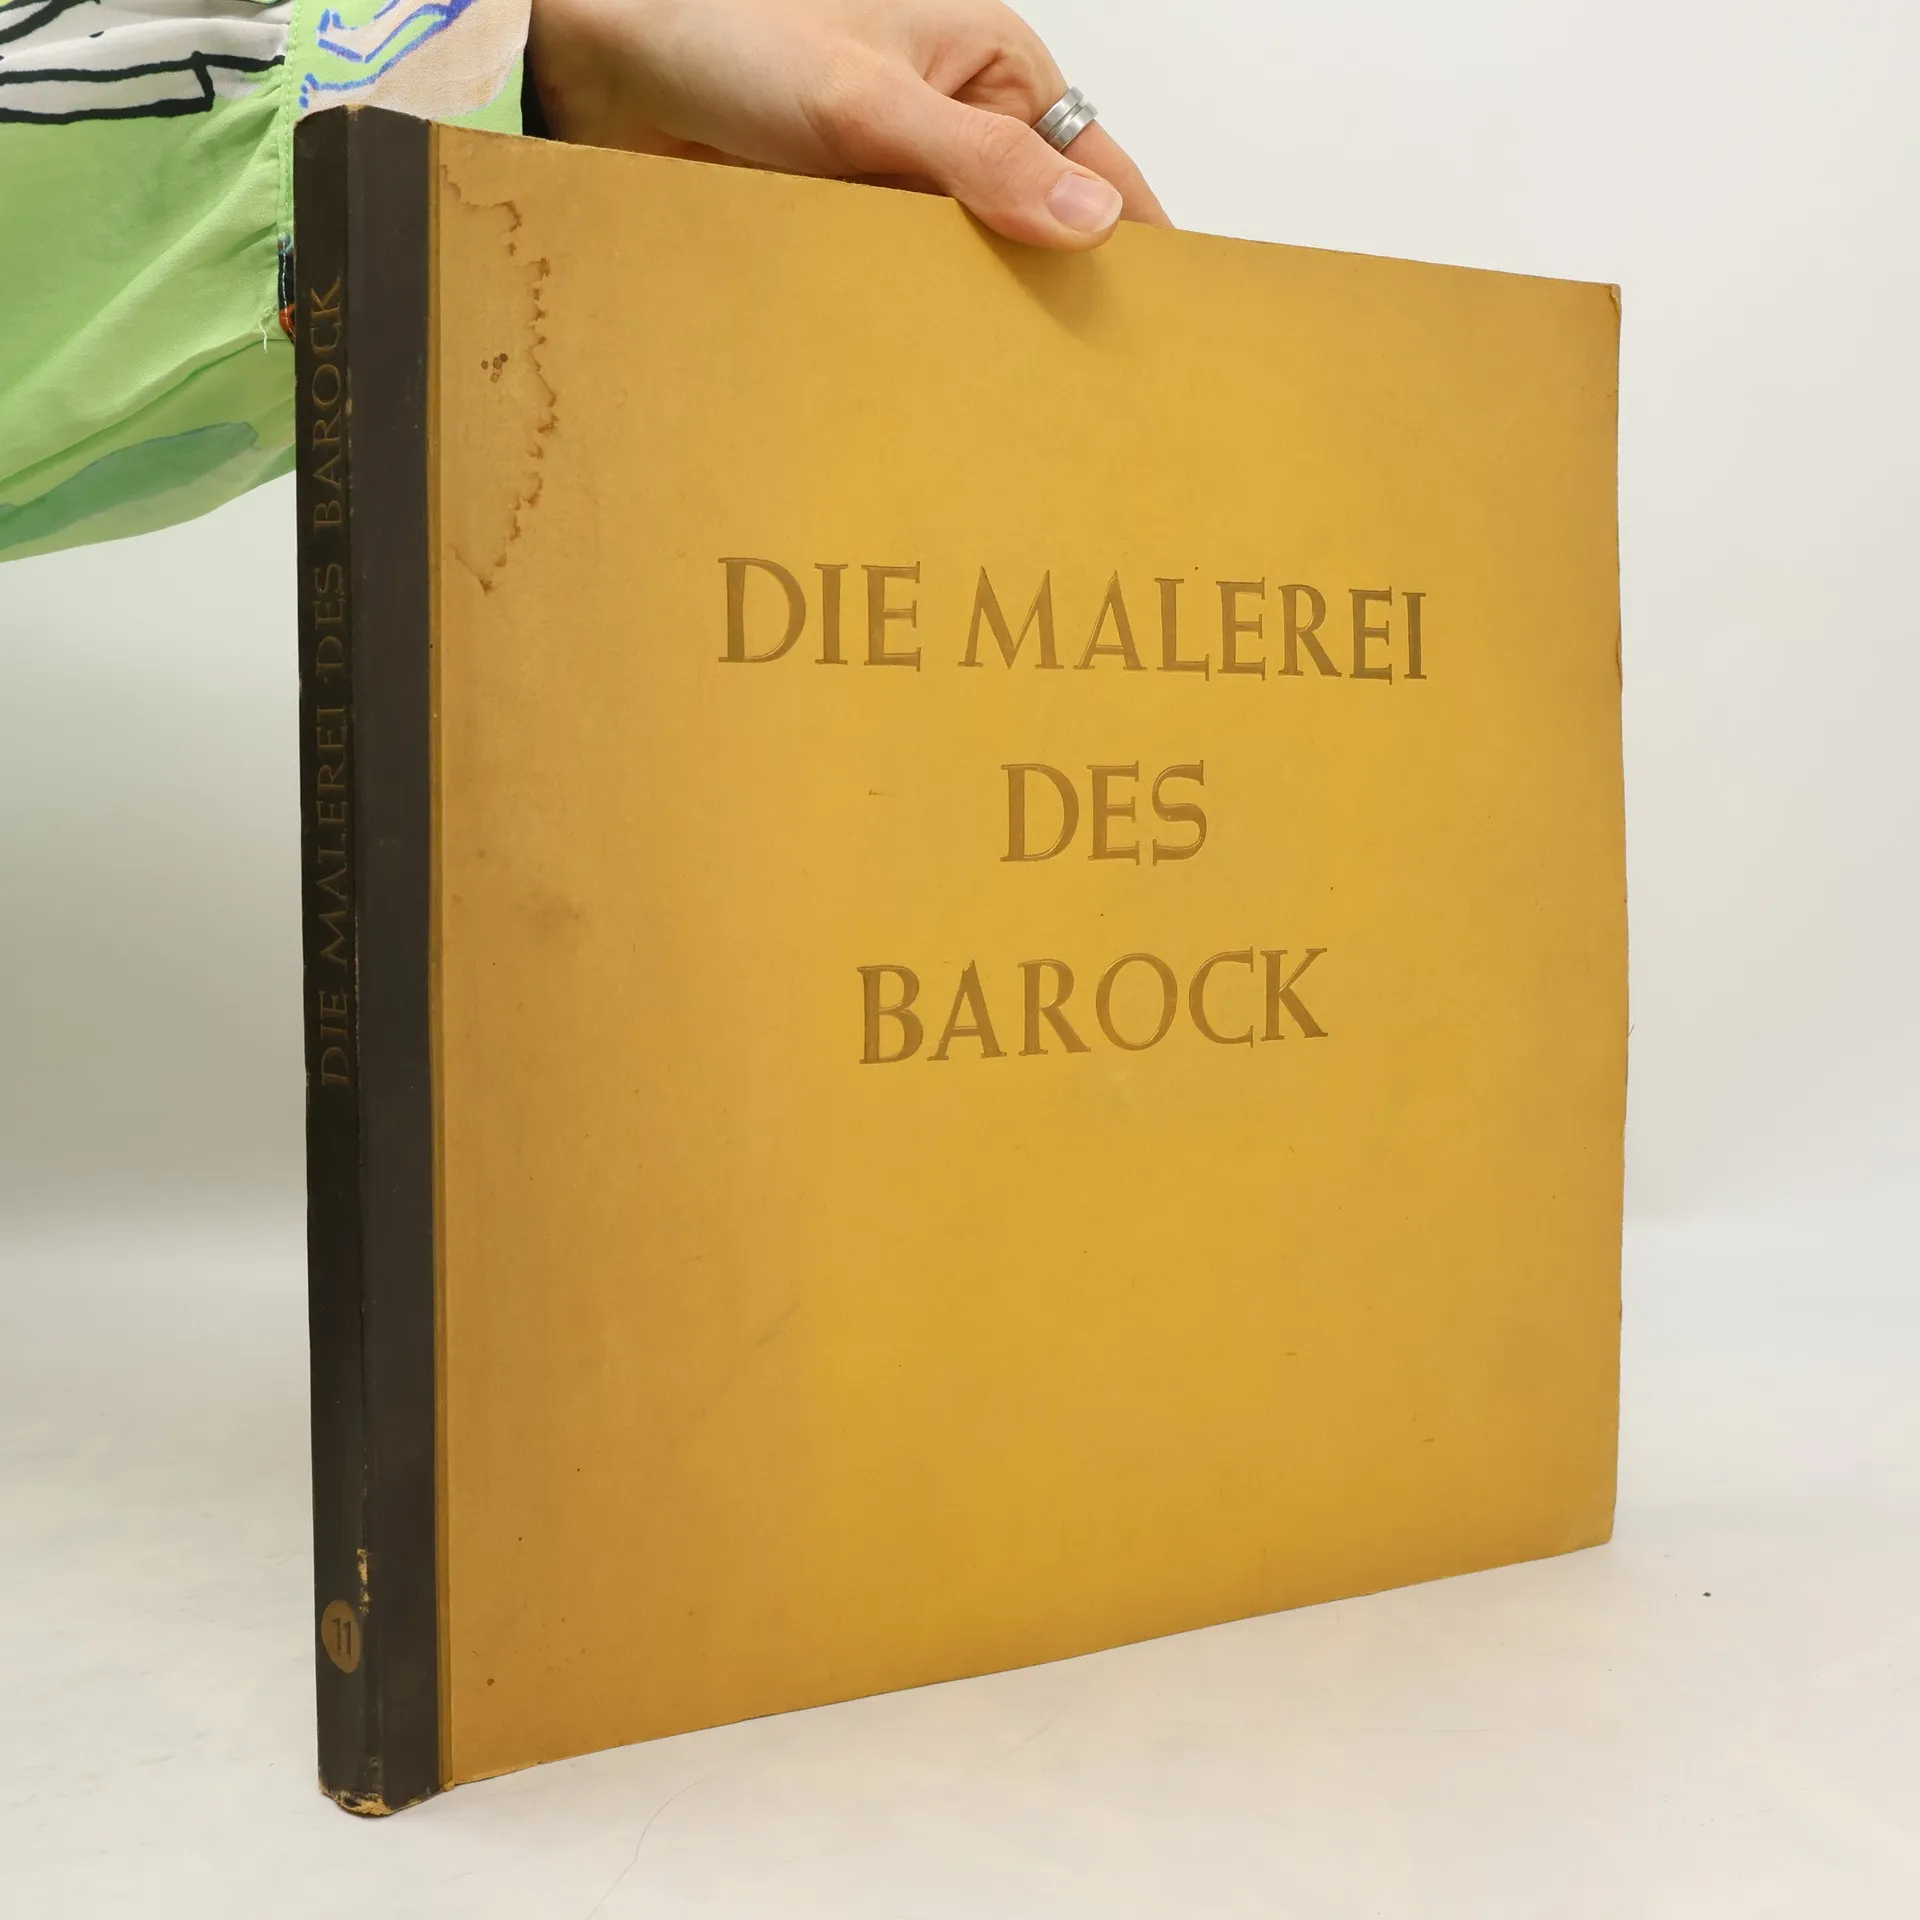 DIE MALEREI DES BAROCK
11
DIE MALEREI
DES
BAROCK